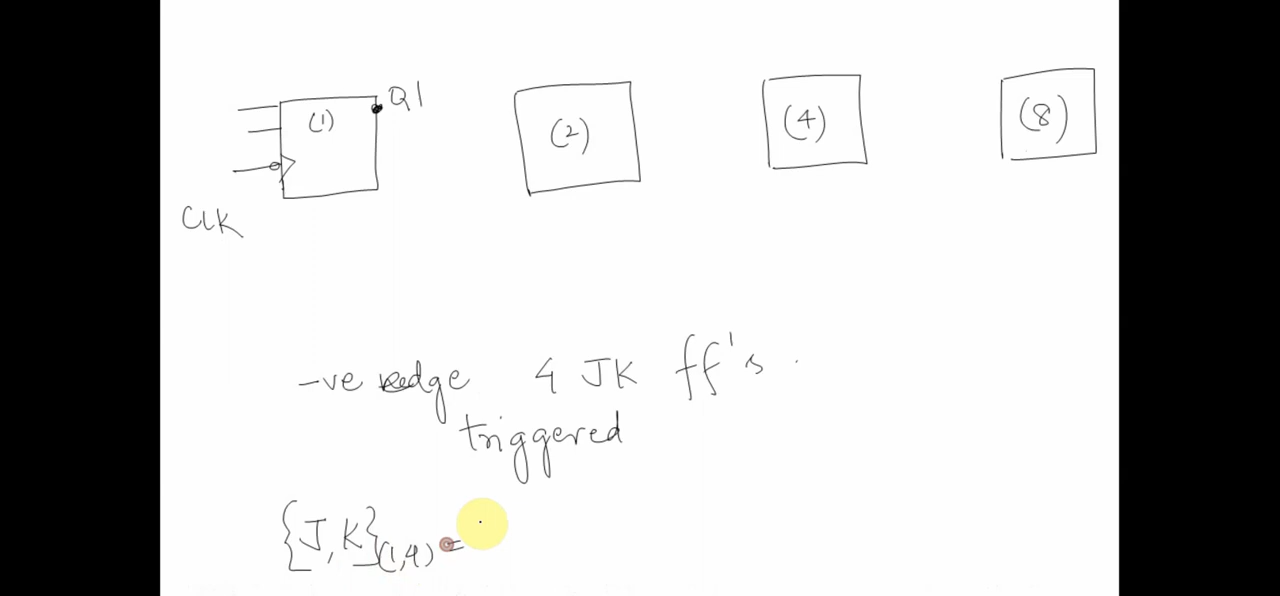 Q1
(1) (2) (4) (8)
CLK
-ve edge 4 JK ff's.
triggered
{J,K}(1,4) =